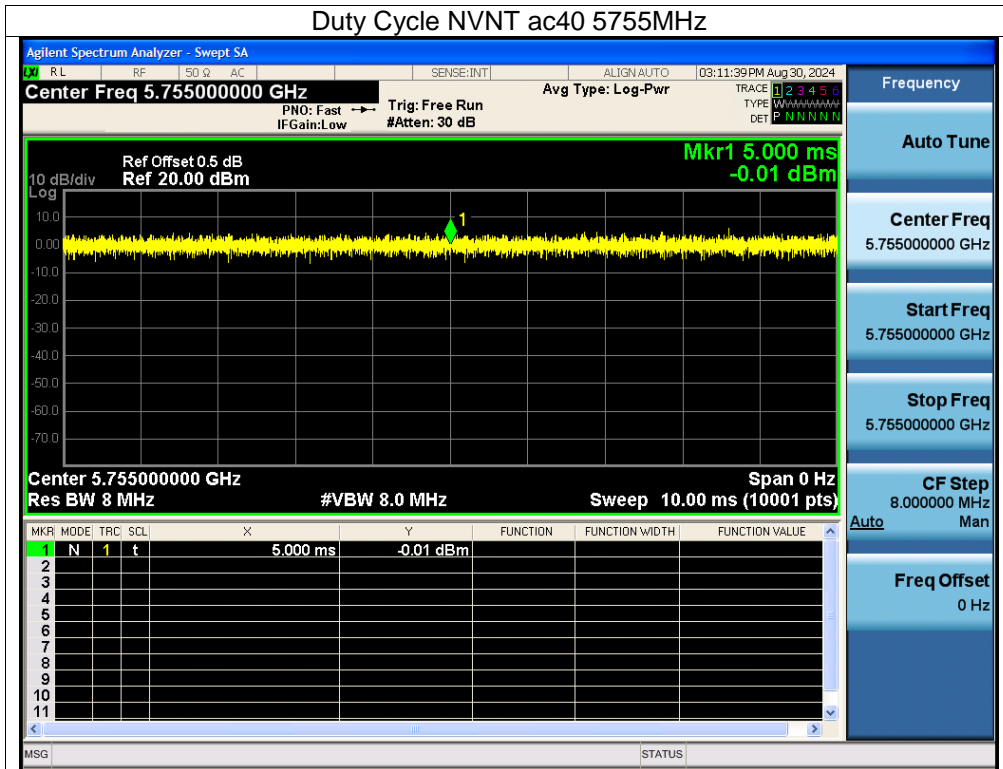 Duty Cycle NVNT ac40 5755MHz
Agilent Spectrum Analyzer - Swept SA
LXI RL RF 50 Ω AC SENSE:INT ALIGN AUTO 03:11:39 PM Aug 30, 2024
Center Freq 5.755000000 GHz
PNO: Fast
IFGain:Low
Trig: Free Run
#Atten: 30 dB
Avg Type: Log-Pwr
TRACE 1 2 3 4 5 6
TYPE WWWWWW
DET P N N N N N
Mkr1 5.000 ms
-0.01 dBm
Ref Offset 0.5 dB
10 dB/div Ref 20.00 dBm
Log
1
10.0
0.00
-10.0
-20.0
-30.0
-40.0
-50.0
-60.0
-70.0
Center 5.755000000 GHz Span 0 Hz
Res BW 8 MHz #VBW 8.0 MHz Sweep 10.00 ms (10001 pts)
MKR MODE TRC SCL X Y FUNCTION FUNCTION WIDTH FUNCTION VALUE
1 N 1 t 5.000 ms -0.01 dBm
2
3
4
5
6
7
8
9
10
11
MSG STATUS
Frequency
Auto Tune
Center Freq
5.755000000 GHz
Start Freq
5.755000000 GHz
Stop Freq
5.755000000 GHz
CF Step
8.000000 MHz
Auto Man
Freq Offset
0 Hz